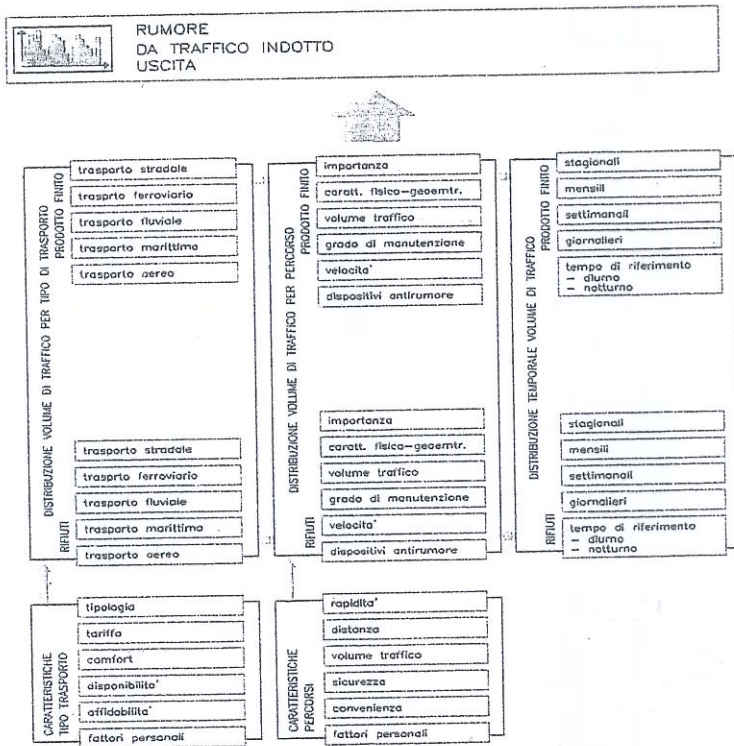 RUMORE
DA TRAFFICO INDOTTO
USCITA
DISTRIBUZIONE VOLUME DI TRAFFICO PER TIPO DI TRASPORTO
PRODOTTO FINITO
trasporto stradale
trasprto ferroviario
trasporto fluviale
trasporto marittimo
trasporto aereo
RIFIUTI
trasporto stradale
trasprto ferroviario
trasporto fluviale
trasporto marittimo
trasporto aereo
DISTRIBUZIONE VOLUME DI TRAFFICO PER PERCORSO
PRODOTTO FINITO
importanza
caratt. fisico-geoemtr.
volume traffico
grado di manutenzione
velocita'
dispositivi antirumore
RIFIUTI
importanza
caratt. fisico-geoemtr.
volume traffico
grado di manutenzione
velocita'
dispositivi antirumore
DISTRIBUZIONE TEMPORALE VOLUME DI TRAFFICO
PRODOTTO FINITO
stagionali
mensili
settimanali
giornalieri
tempo di riferimento
- diurno
- notturno
RIFIUTI
stagionali
mensili
settimanali
giornalieri
tempo di riferimento
- diurno
- notturno
CARATTERISTICHE
TIPO TRASPORTO
tipologia
tariffa
comfort
disponibilita'
affidabilita'
fattori personali
CARATTERISTICHE
PERCORSI
rapidita'
distanza
volume traffico
sicurezza
convenienza
fattori personali